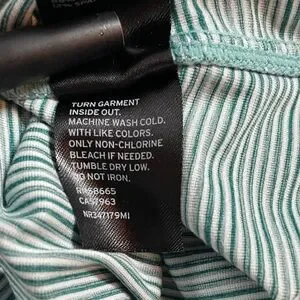 TURN GARMENT
INSIDE OUT.
MACHINE WASH COLD.
WITH LIKE COLORS.
ONLY NON-CHLORINE
BLEACH IF NEEDED.
TUMBLE DRY LOW.
DO NOT IRON.
CA57963
NR347179MI